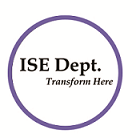 ISE Dept.
Transform Here